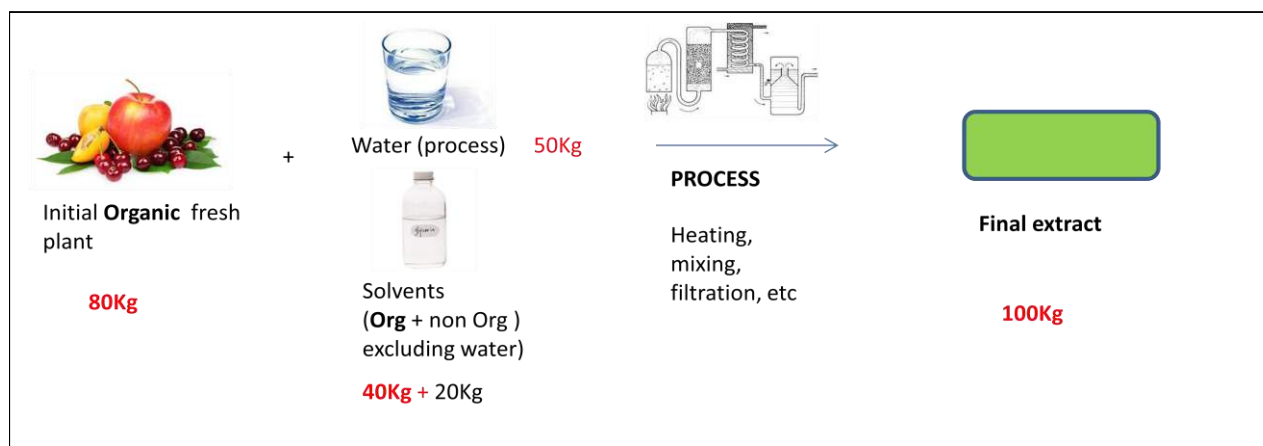 Initial Organic fresh
plant
80Kg
+
Water (process) 50Kg
Solvents
(Org + non Org )
excluding water)
40Kg + 20Kg
PROCESS
Heating,
mixing,
filtration, etc
Final extract
100Kg